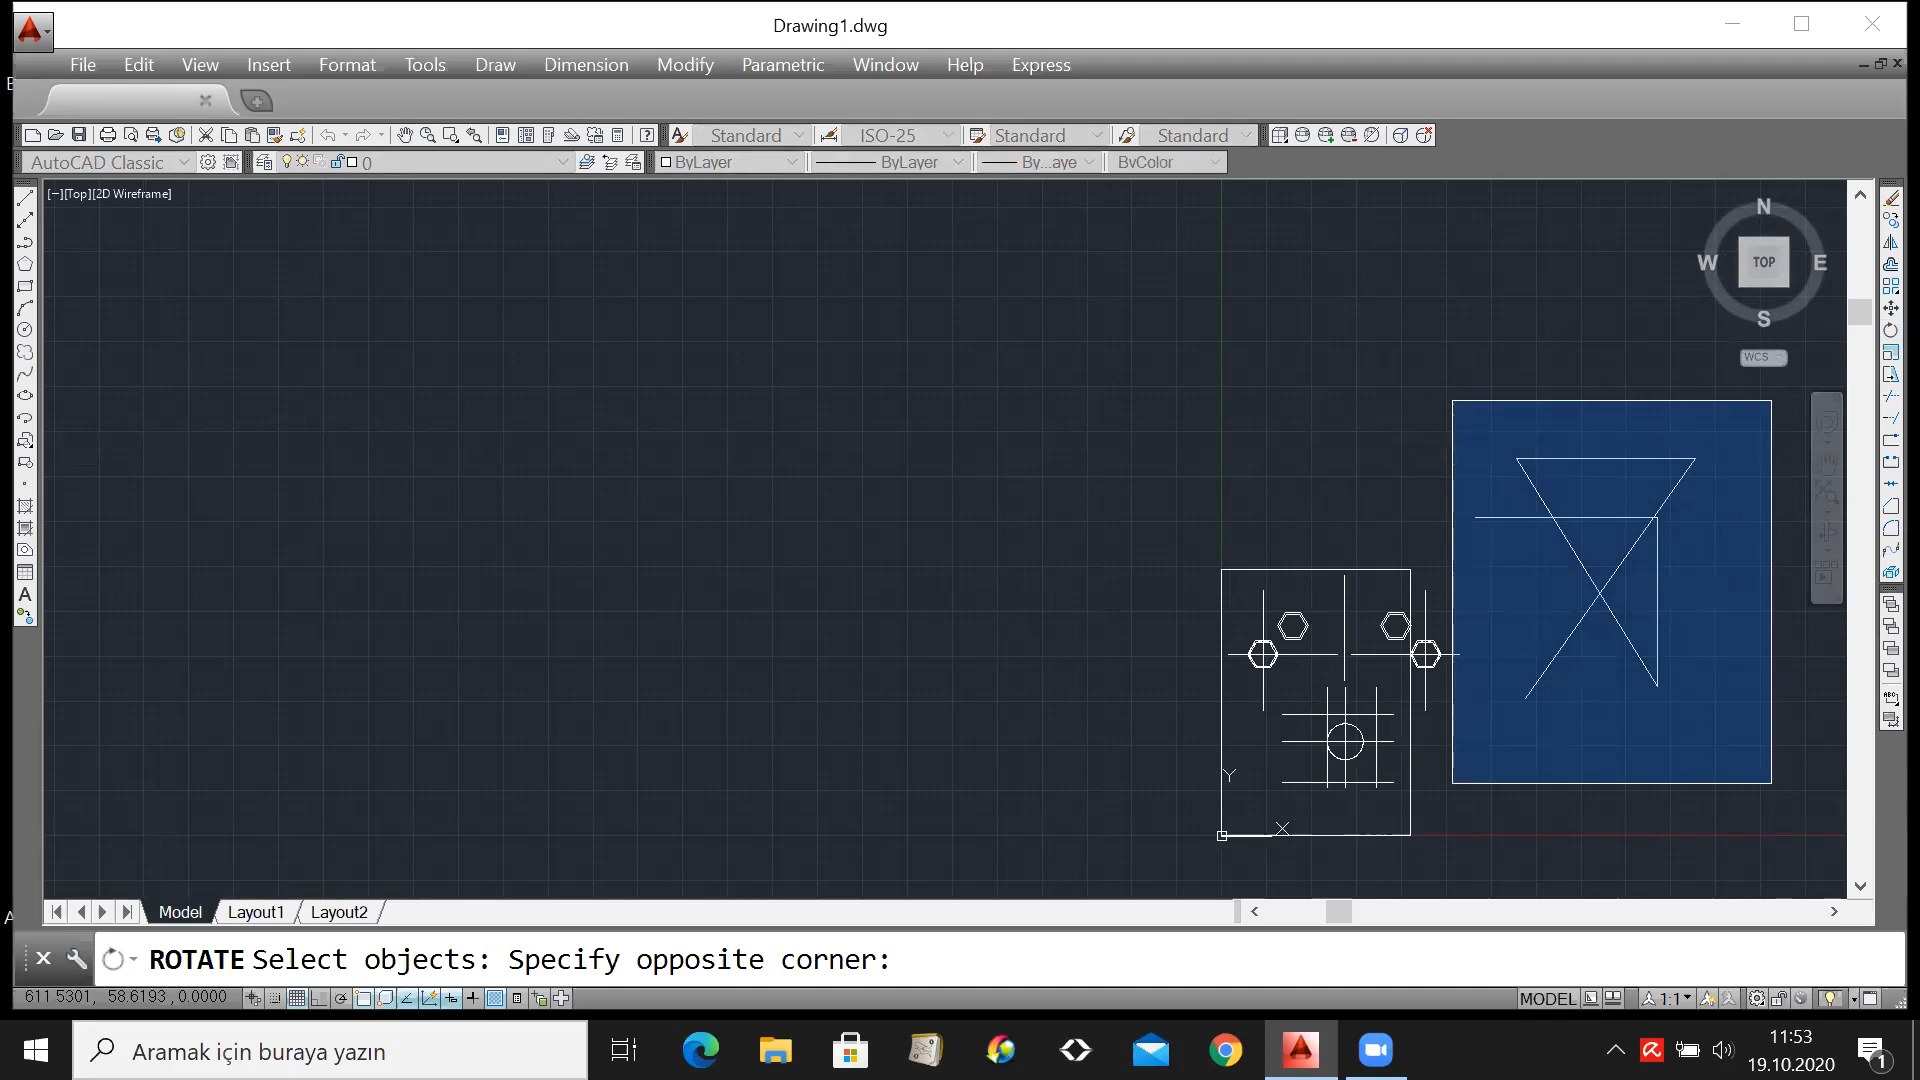 Drawing1.dwg
File Edit View Insert Format Tools Draw Dimension Modify Parametric Window Help Express
Standard ISO-25 Standard Standard
AutoCAD Classic 0 ByLayer ByLayer By...aye ByColor
[−][Top][2D Wireframe]
N
W TOP E
S
WCS
Y
X
A
Model Layout1 Layout2
ROTATE Select objects: Specify opposite corner:
611.5301, 58.6193, 0.0000 MODEL 1:1
Aramak için buraya yazın
11:53
19.10.2020
1